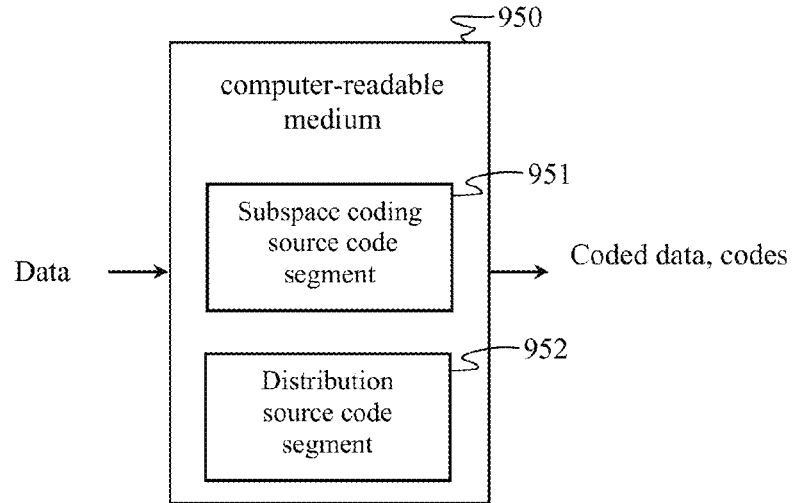 950
computer-readable
medium
951
Subspace coding
source code
segment
Data
Coded data, codes
952
Distribution
source code
segment